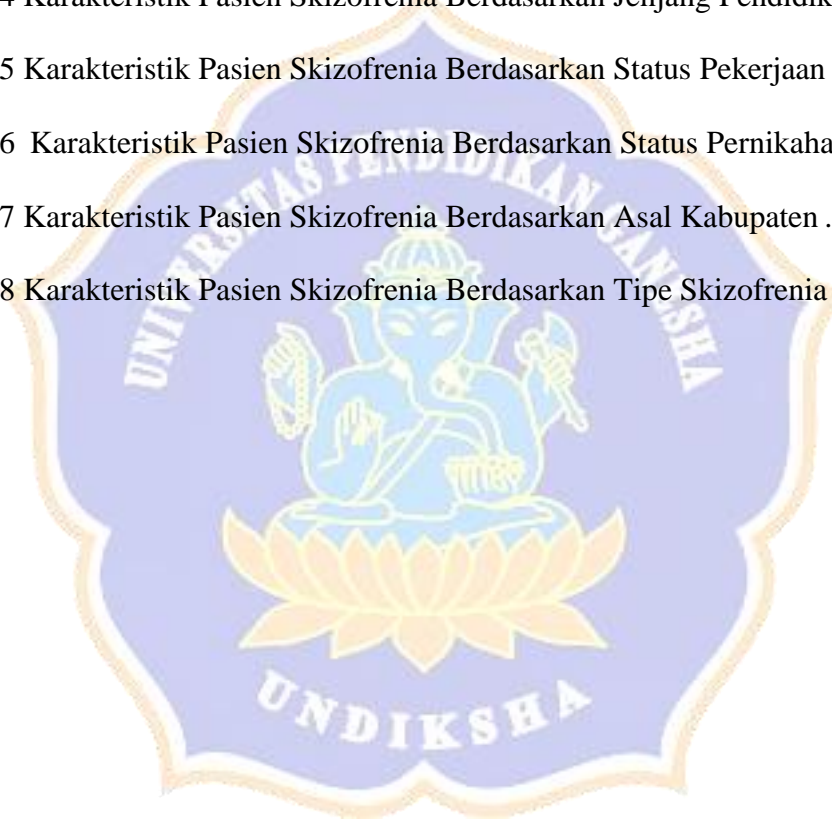 4 Karakteristik Pasien Skizofrenia Berdasarkan Jenjang Pendidik
5 Karakteristik Pasien Skizofrenia Berdasarkan Status Pekerjaan
6 Karakteristik Pasien Skizofrenia Berdasarkan Status Pernikaha
7 Karakteristik Pasien Skizofrenia Berdasarkan Asal Kabupaten .
8 Karakteristik Pasien Skizofrenia Berdasarkan Tipe Skizofrenia
UNIVERSITAS PENDIDIKAN GANESHA
UNDIKSHA